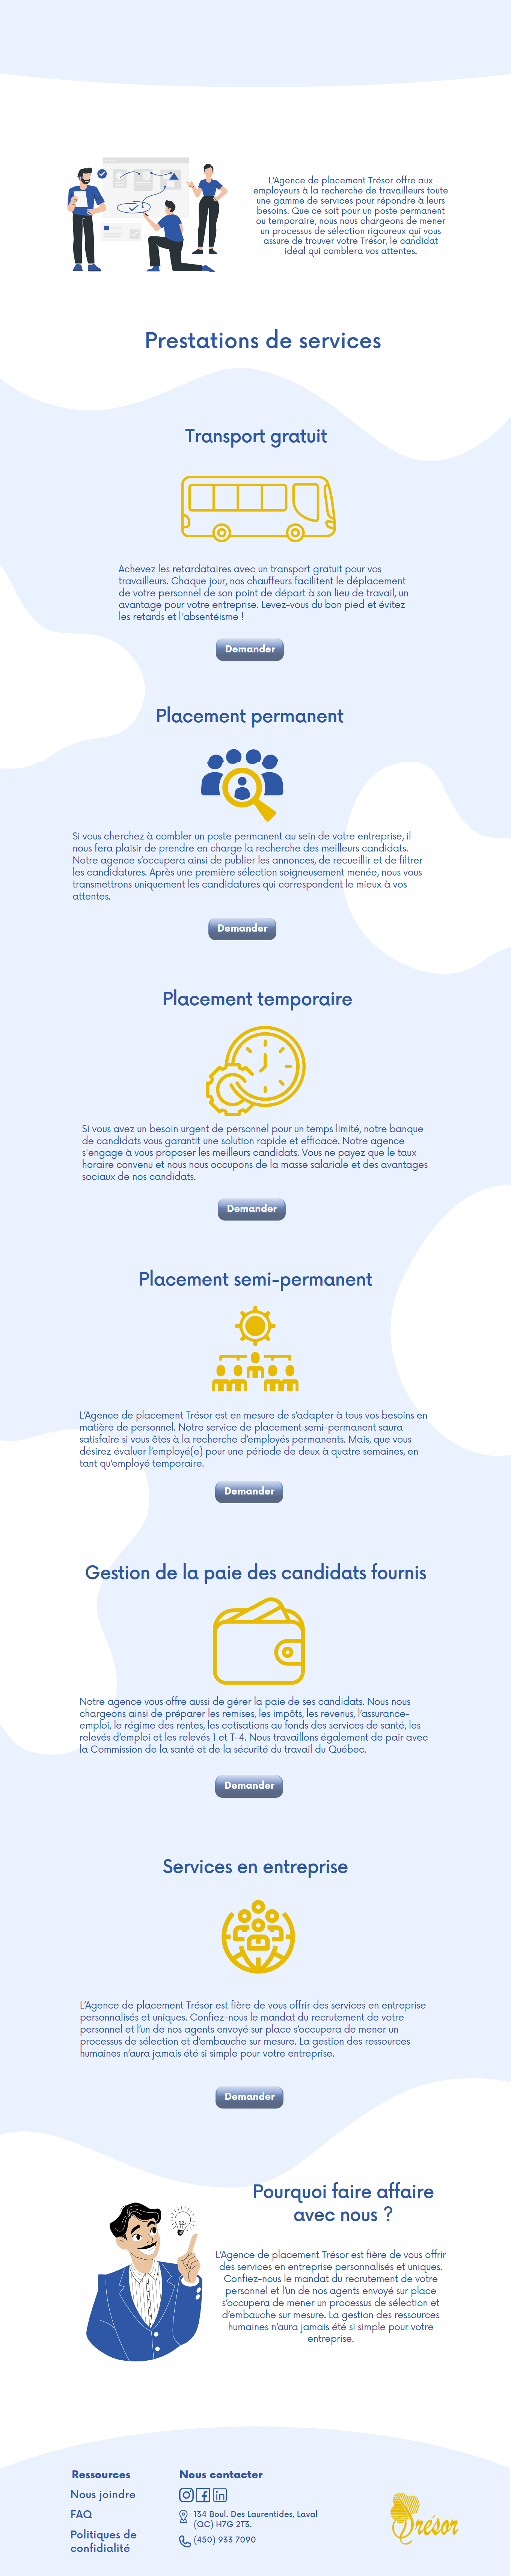 L'Agence de placement Trésor offre aux
employeurs à la recherche de travailleurs toute
une gamme de services pour répondre à leurs
besoins. Que ce soit pour un poste permanent
ou temporaire, nous nous chargeons de mener
un processus de sélection rigoureux qui vous
assure de trouver votre Trésor, le candidat
idéal qui comblera vos attentes.
Prestations de services
Transport gratuit
Achevez les retardataires avec un transport gratuit pour vos
travailleurs. Chaque jour, nos chauffeurs facilitent le déplacement
de votre personnel de son point de départ à son lieu de travail, un
avantage pour votre entreprise. Levez-vous du bon pied et évitez
les retards et l'absentéisme !
Demander
Placement permanent
Si vous cherchez à combler un poste permanent au sein de votre entreprise, il
nous fera plaisir de prendre en charge la recherche des meilleurs candidats.
Notre agence s'occupera ainsi de publier les annonces, de recueillir et de filtrer
les candidatures. Après une première sélection soigneusement menée, nous vous
transmettrons uniquement les candidatures qui correspondent le mieux à vos
attentes.
Demander
Placement temporaire
Si vous avez un besoin urgent de personnel pour un temps limité, notre banque
de candidats vous garantit une solution rapide et efficace. Notre agence
s'engage à vous proposer les meilleurs candidats. Vous ne payez que le taux
horaire convenu et nous nous occupons de la masse salariale et des avantages
sociaux de nos candidats.
Demander
Placement semi-permanent
L'Agence de placement Trésor est en mesure de s'adapter à tous vos besoins en
matière de personnel. Notre service de placement semi-permanent saura
satisfaire si vous êtes à la recherche d'employés permanents. Mais, que vous
désirez évaluer l'employé(e) pour une période de deux à quatre semaines, en
tant qu'employé temporaire.
Demander
Gestion de la paie des candidats fournis
Notre agence vous offre aussi de gérer la paie de ses candidats. Nous nous
chargeons ainsi de préparer les remises, les impôts, les revenus, l'assurance-
emploi, le régime des rentes, les cotisations au fonds des services de santé, les
relevés d'emploi et les relevés 1 et T-4. Nous travaillons également de pair avec
la Commission de la santé et de la sécurité du travail du Québec.
Demander
Services en entreprise
L'Agence de placement Trésor est fière de vous offrir des services en entreprise
personnalisés et uniques. Confiez-nous le mandat du recrutement de votre
personnel et l'un de nos agents envoyé sur place s'occupera de mener un
processus de sélection et d'embauche sur mesure. La gestion des ressources
humaines n'aura jamais été si simple pour votre entreprise.
Demander
Pourquoi faire affaire
avec nous ?
L'Agence de placement Trésor est fière de vous offrir
des services en entreprise personnalisés et uniques.
Confiez-nous le mandat du recrutement de votre
personnel et l'un de nos agents envoyé sur place
s'occupera de mener un processus de sélection et
d'embauche sur mesure. La gestion des ressources
humaines n'aura jamais été si simple pour votre
entreprise.
Ressources
Nous joindre
FAQ
Politiques de
confidialité
Nous contacter
134 Boul. Des Laurentides, Laval
(QC) H7G 2T3.
(450) 933 7090
Trésor